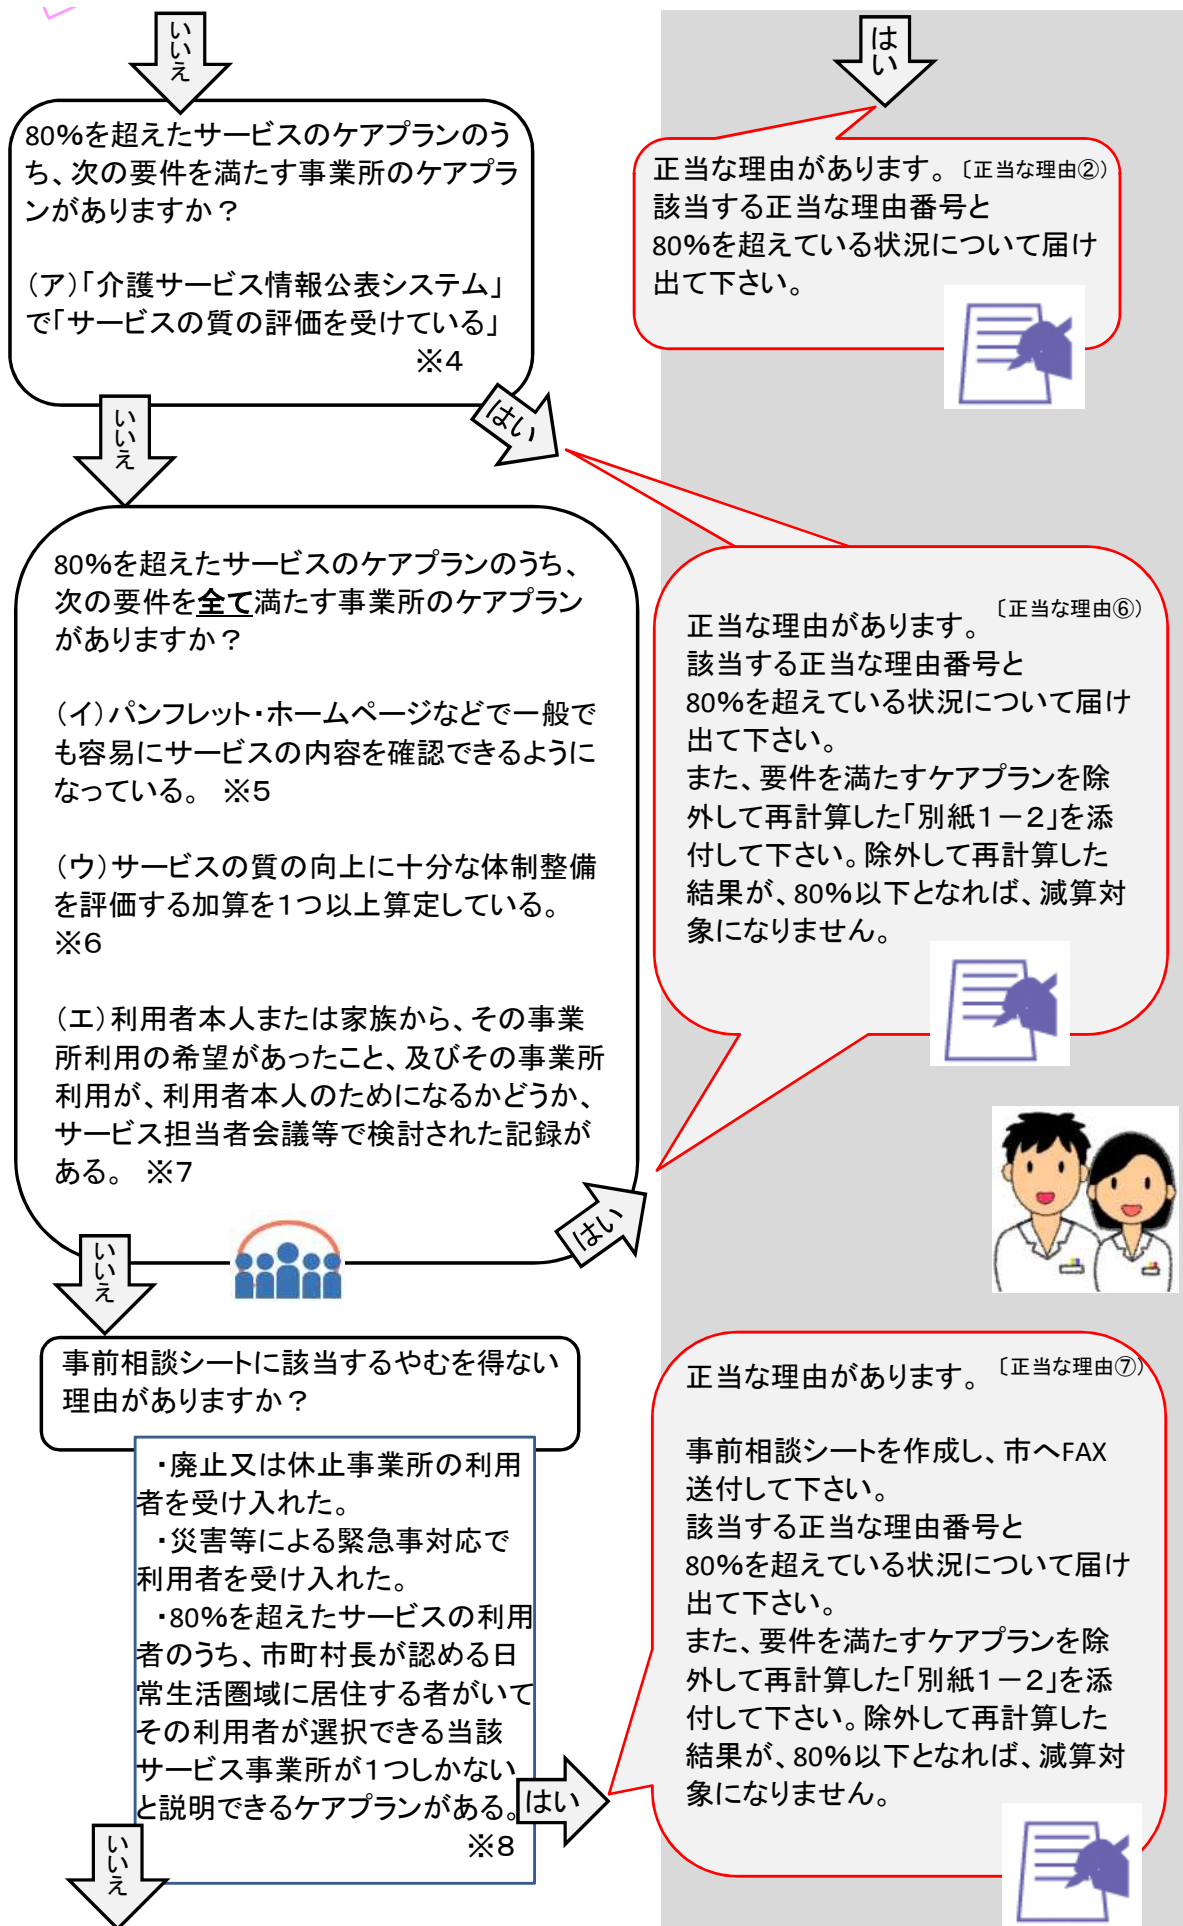 いいえ
80%を超えたサービスのケアプランのう
ち、次の要件を満たす事業所のケアプラ
ンがありますか？
（ア）「介護サービス情報公表システム」
で「サービスの質の評価を受けている」
※4
はい
正当な理由があります。〔正当な理由②）
該当する正当な理由番号と
80%を超えている状況について届け
出て下さい。
いいえ
はい
80%を超えたサービスのケアプランのうち、
次の要件を全て満たす事業所のケアプラン
がありますか？
（イ）パンフレット・ホームページなどで一般で
も容易にサービスの内容を確認できるように
なっている。 ※5
（ウ）サービスの質の向上に十分な体制整備
を評価する加算を1つ以上算定している。
※6
（エ）利用者本人または家族から、その事業
所利用の希望があったこと、及びその事業所
利用が、利用者本人のためになるかどうか、
サービス担当者会議等で検討された記録が
ある。 ※7
はい
正当な理由があります。〔正当な理由⑥）
該当する正当な理由番号と
80%を超えている状況について届け
出て下さい。
また、要件を満たすケアプランを除
外して再計算した「別紙1－2」を添
付して下さい。除外して再計算した
結果が、80%以下となれば、減算対
象になりません。
いいえ
事前相談シートに該当するやむを得ない
理由がありますか？
・廃止又は休止事業所の利用
者を受け入れた。
・災害等による緊急事対応で
利用者を受け入れた。
・80%を超えたサービスの利用
者のうち、市町村長が認める日
常生活圏域に居住する者がいて
その利用者が選択できる当該
サービス事業所が1つしかない
と説明できるケアプランがある。
※8
はい
正当な理由があります。〔正当な理由⑦）
事前相談シートを作成し、市へFAX
送付して下さい。
該当する正当な理由番号と
80%を超えている状況について届け
出て下さい。
また、要件を満たすケアプランを除
外して再計算した「別紙1－2」を添
付して下さい。除外して再計算した
結果が、80%以下となれば、減算対
象になりません。
いいえ